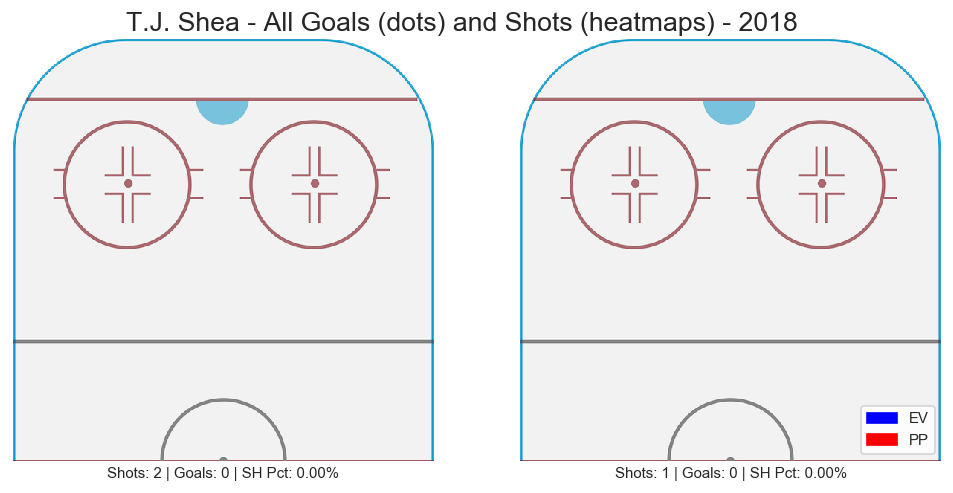 T.J. Shea - All Goals (dots) and Shots (heatmaps) - 2018
EV
PP
Shots: 2 | Goals: 0 | SH Pct: 0.00%
Shots: 1 | Goals: 0 | SH Pct: 0.00%